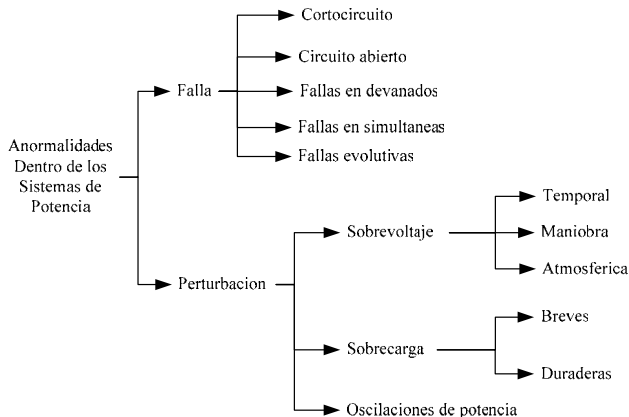 Anormalidades
Dentro de los
Sistemas de
Potencia
Falla
Cortocircuito
Circuito abierto
Fallas en devanados
Fallas en simultaneas
Fallas evolutivas
Perturbacion
Sobrevoltaje
Temporal
Maniobra
Atmosferica
Sobrecarga
Breves
Duraderas
Oscilaciones de potencia